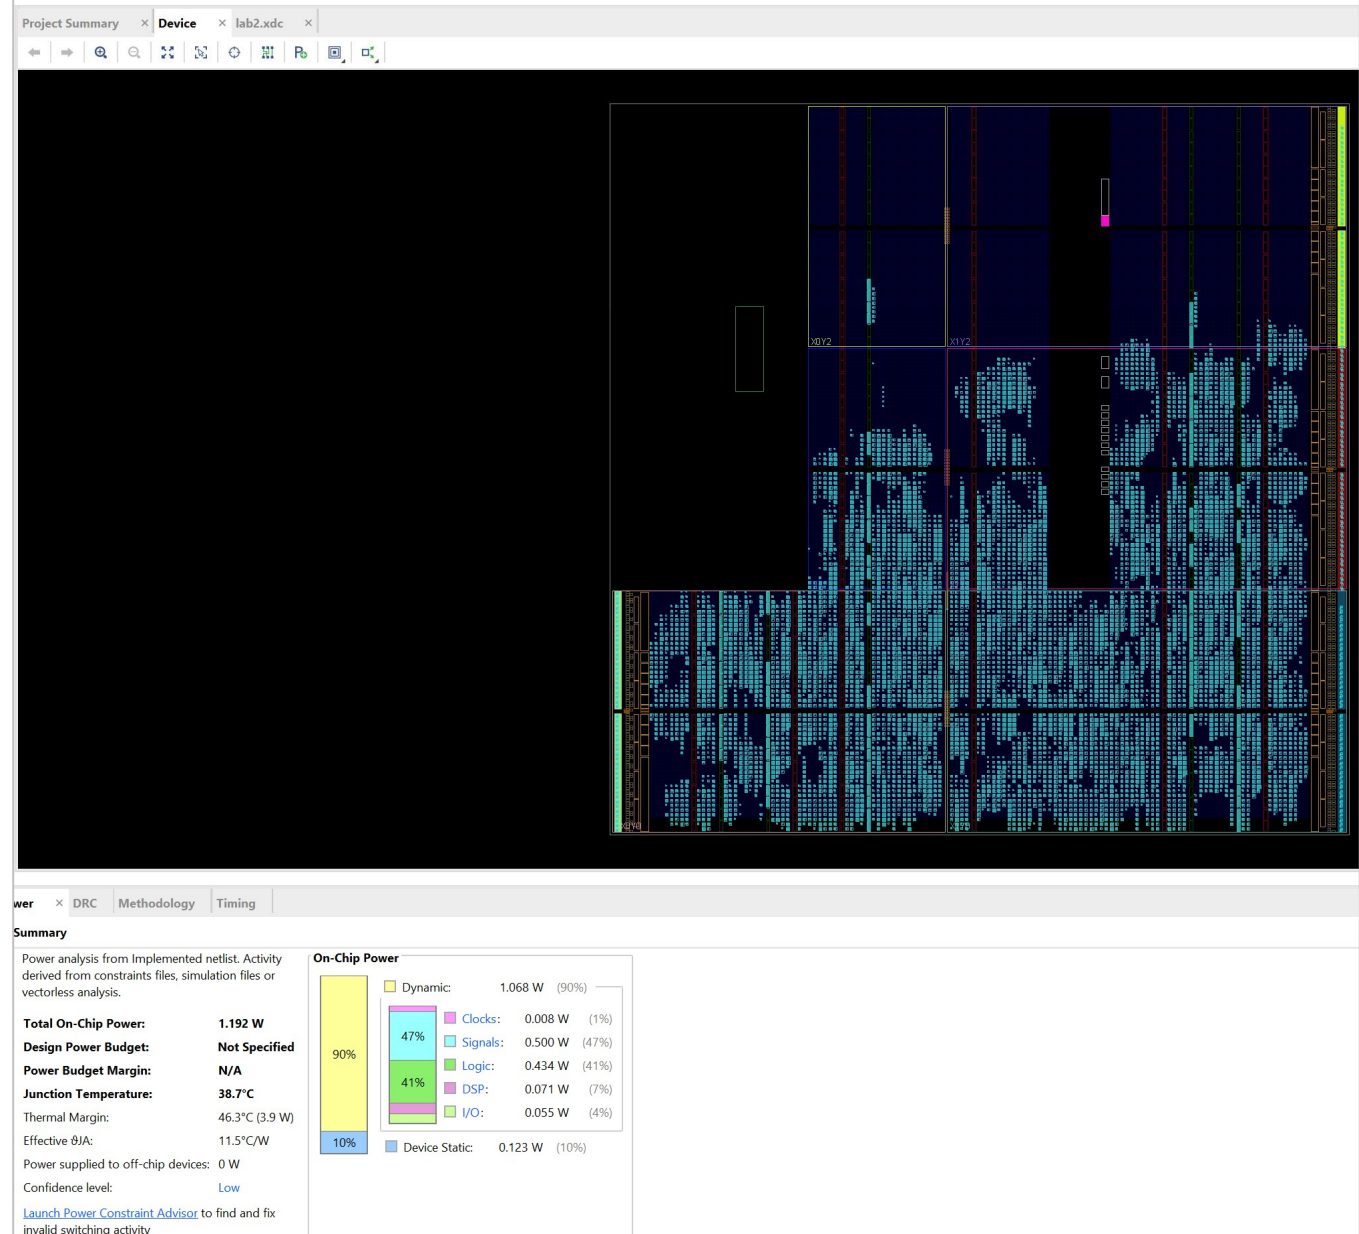 Project Summary × Device × lab2.xdc ×
X0Y2 X1Y2
X0Y0
wer × DRC Methodology Timing
Summary
Power analysis from Implemented netlist. Activity
derived from constraints files, simulation files or
vectorless analysis.
Total On-Chip Power: 1.192 W
Design Power Budget: Not Specified
Power Budget Margin: N/A
Junction Temperature: 38.7°C
Thermal Margin: 46.3°C (3.9 W)
Effective ϑJA: 11.5°C/W
Power supplied to off-chip devices: 0 W
Confidence level: Low
Launch Power Constraint Advisor to find and fix
invalid switching activity
On-Chip Power
90%
10%
Dynamic: 1.068 W (90%)
47%
41%
Clocks: 0.008 W (1%)
Signals: 0.500 W (47%)
Logic: 0.434 W (41%)
DSP: 0.071 W (7%)
I/O: 0.055 W (4%)
Device Static: 0.123 W (10%)